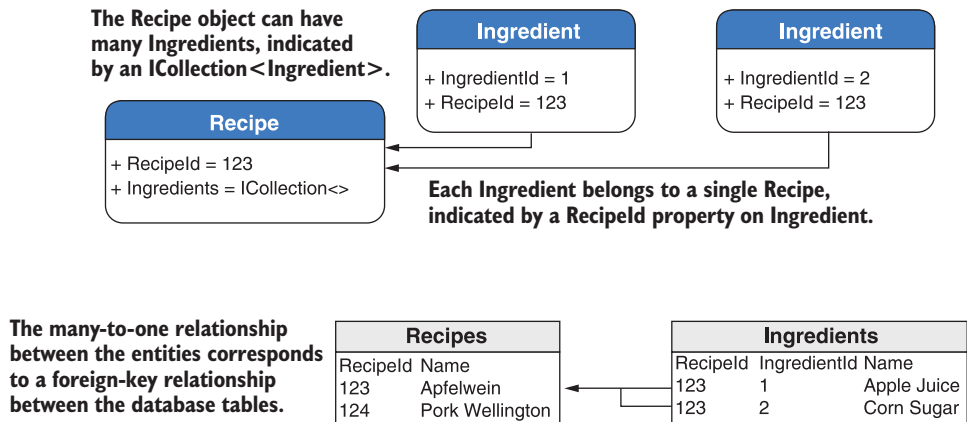 The Recipe object can have
many Ingredients, indicated
by an ICollection<Ingredient>.
Ingredient
+ IngredientId = 1
+ RecipeId = 123
Ingredient
+ IngredientId = 2
+ RecipeId = 123
Recipe
+ RecipeId = 123
+ Ingredients = ICollection<>
Each Ingredient belongs to a single Recipe,
indicated by a RecipeId property on Ingredient.
The many-to-one relationship
between the entities corresponds
to a foreign-key relationship
between the database tables.
Recipes
RecipeId Name
123 Apfelwein
124 Pork Wellington
Ingredients
RecipeId IngredientId Name
123 1 Apple Juice
123 2 Corn Sugar